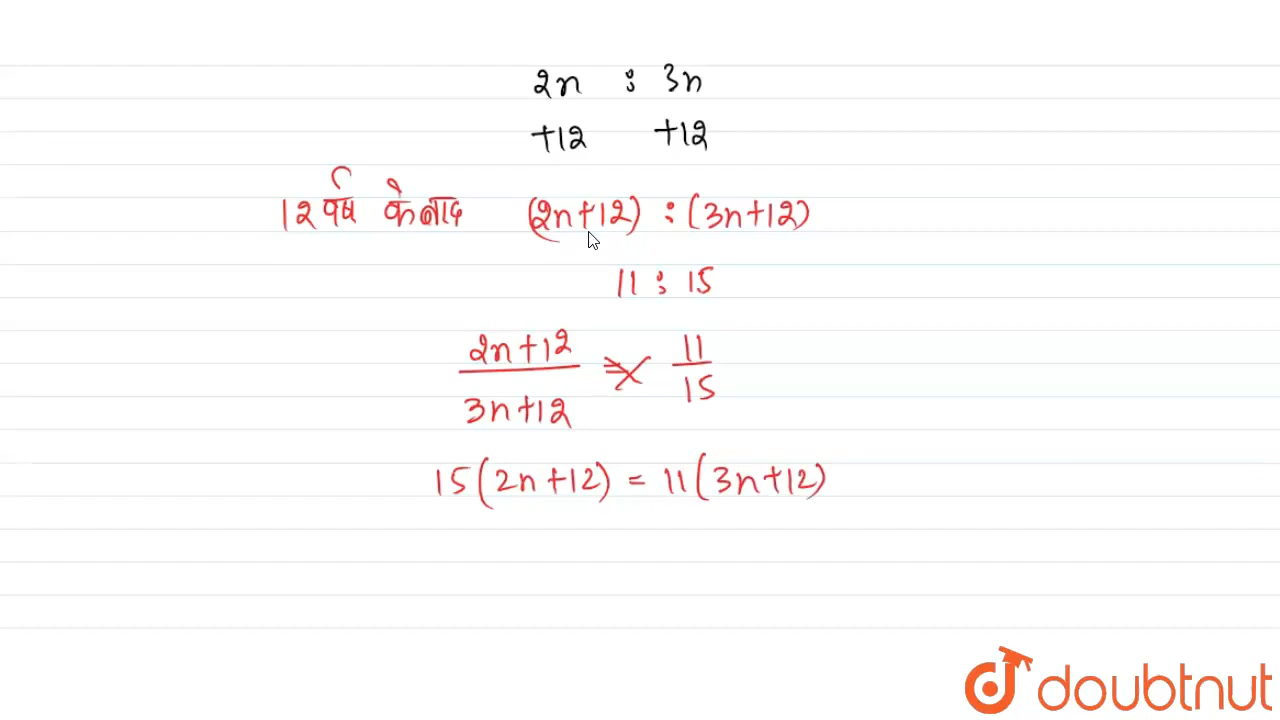 2n : 3n
+12 +12
12 वर्ष के बाद (2n+12) : (3n+12)
11 : 15
2n+12 = 11
3n+12 15
15(2n+12) = 11(3n+12)
doubtnut